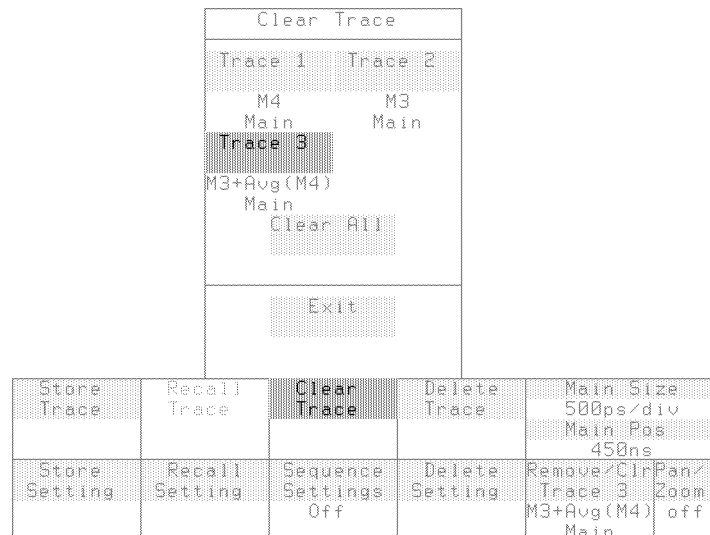 Clear Trace
Trace 1 Trace 2
M4 M3
Main Main
Trace 3
M3+Avg(M4)
Main
Clear All
Exit
Store Trace
Recall Trace
Clear Trace
Delete Trace
Main Size
500ps/div
Main Pos
450ns
Store Setting
Recall Setting
Sequence Settings
Off
Delete Setting
Remove/Clr
Trace 3
M3+Avg(M4)
Main
Pan/
Zoom
off